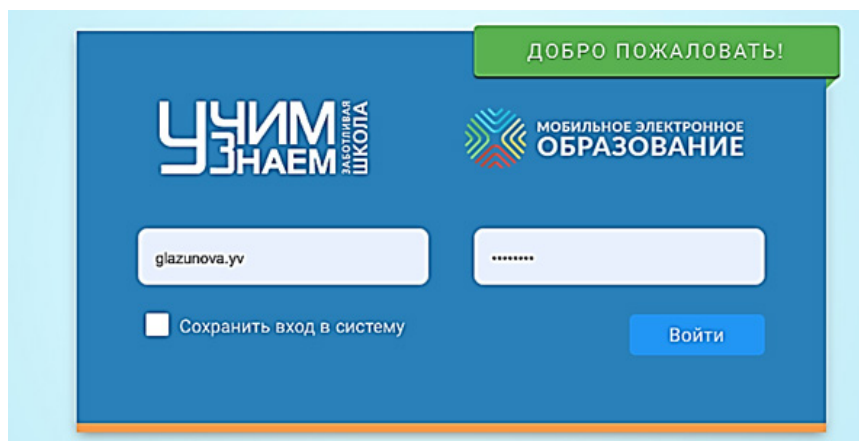 ДОБРО ПОЖАЛОВАТЬ!
УЧИМ
ЗНАЕМ
ЗАБОТЛИВАЯ
ШКОЛА
МОБИЛЬНОЕ ЭЛЕКТРОННОЕ
ОБРАЗОВАНИЕ
glazunova.yv
••••••••
Сохранить вход в систему
Войти